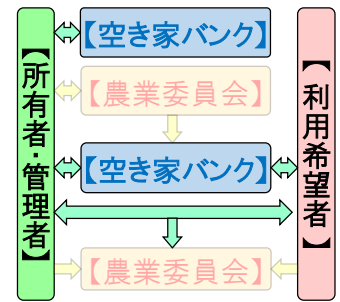 【所有者・管理者】
【空き家バンク】
【農業委員会】
【空き家バンク】
【農業委員会】
【利用希望者】